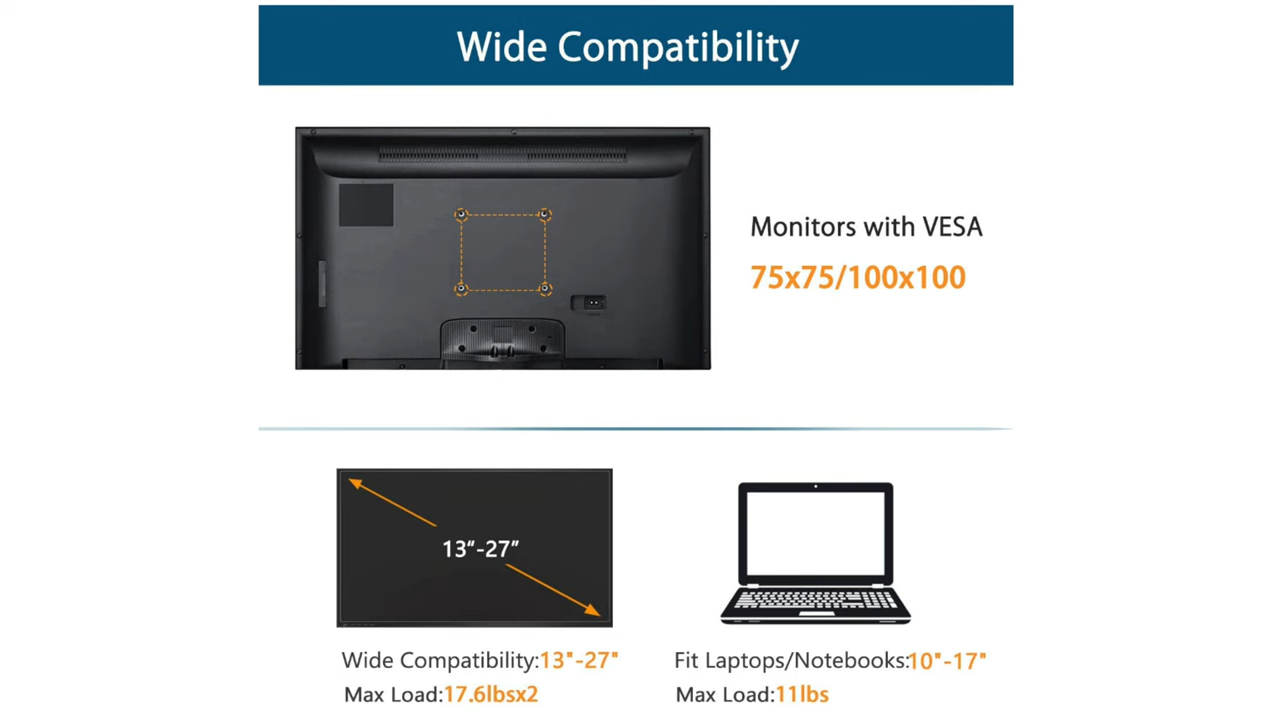 Wide Compatibility
Monitors with VESA
75x75/100x100
13“-27”
Wide Compatibility:13"-27"
Max Load:17.6lbsx2
Fit Laptops/Notebooks:10"-17"
Max Load:11lbs